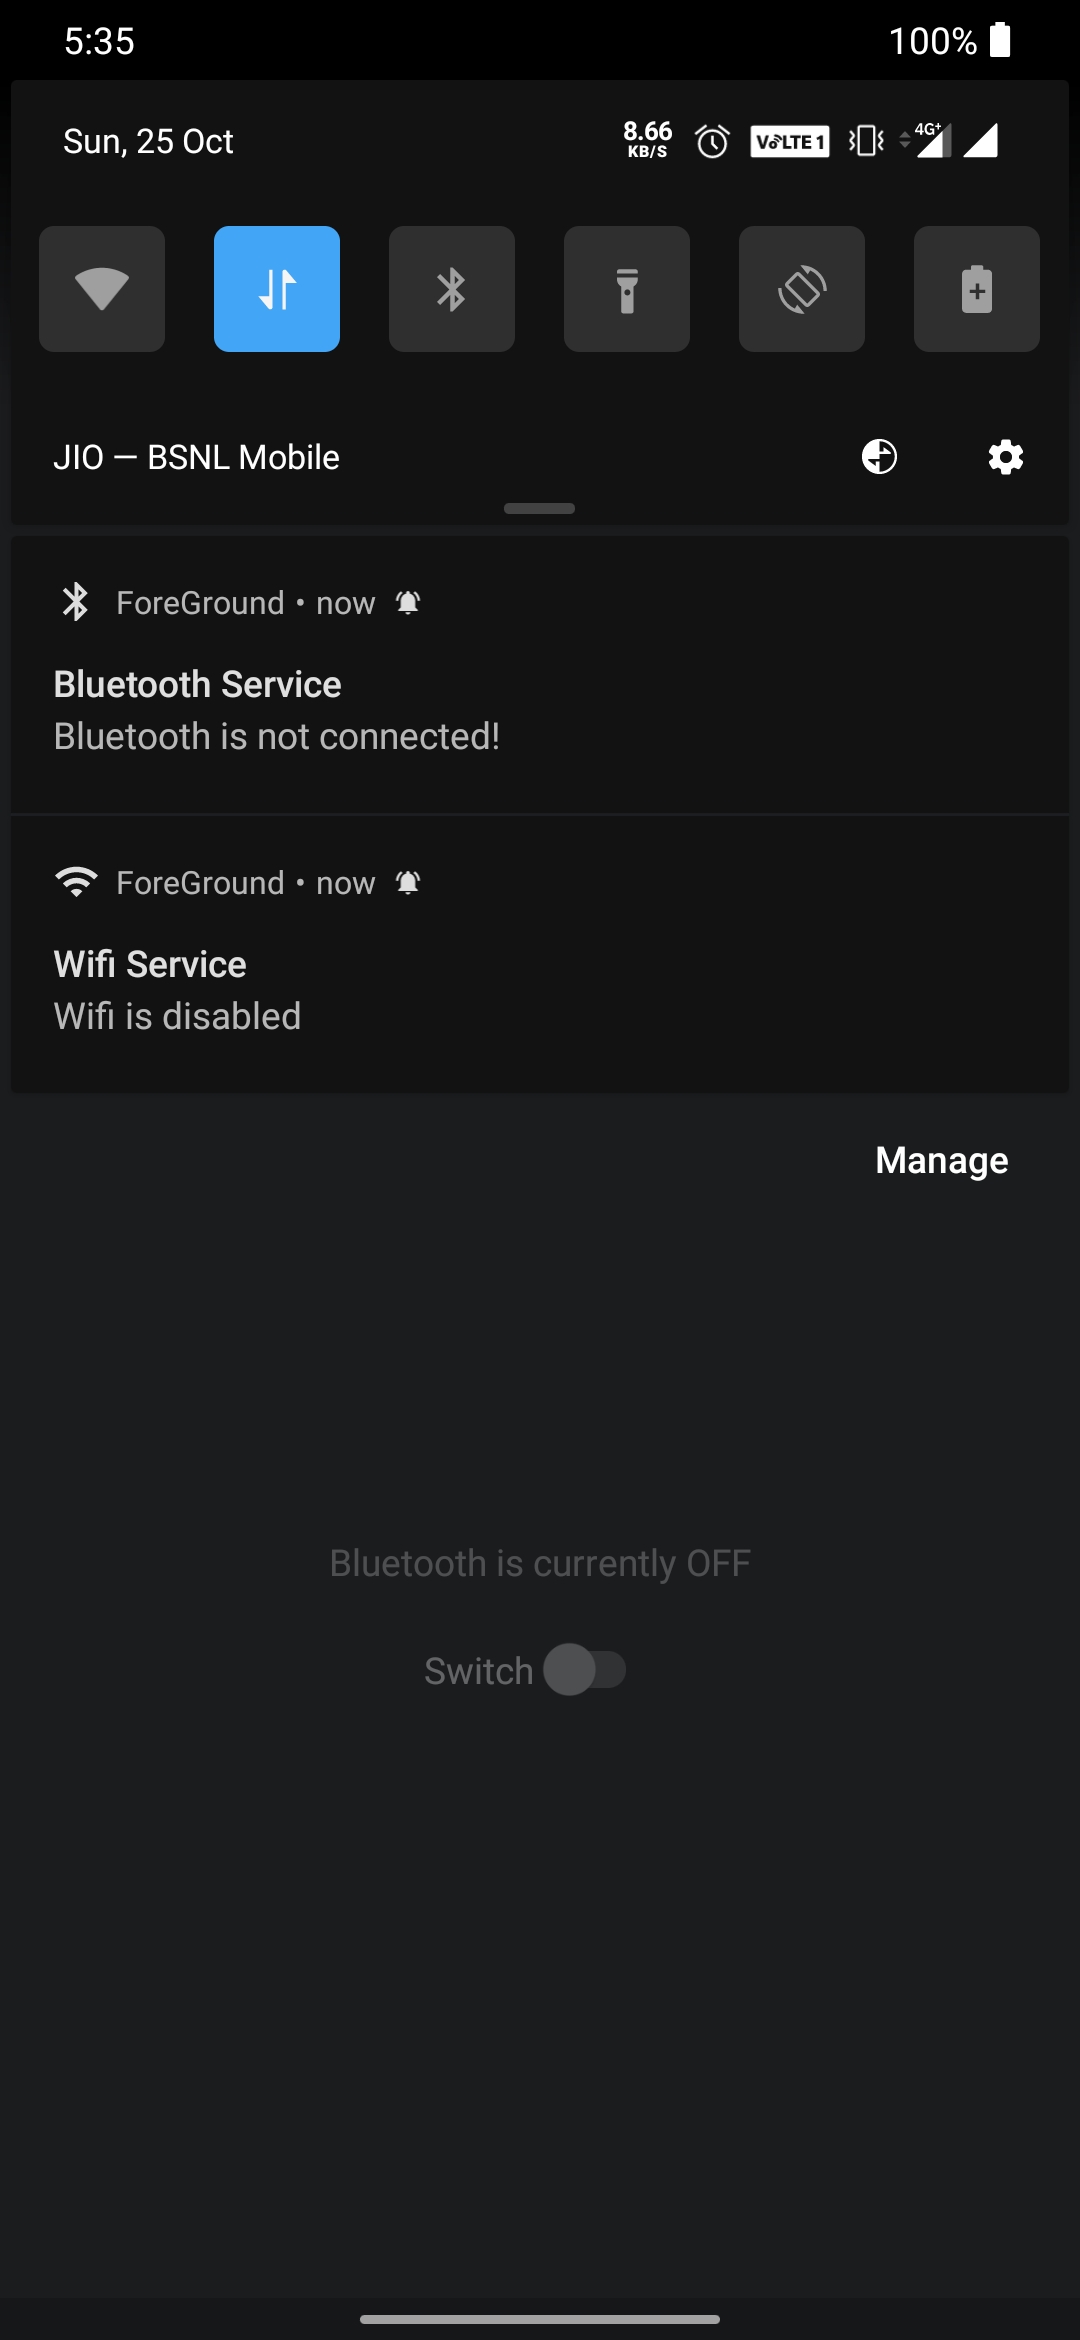 5:35
100%
Sun, 25 Oct
8.66
KB/S
VoLTE 1
4G+
JIO — BSNL Mobile
ForeGround • now
Bluetooth Service
Bluetooth is not connected!
ForeGround • now
Wifi Service
Wifi is disabled
Manage
Bluetooth is currently OFF
Switch